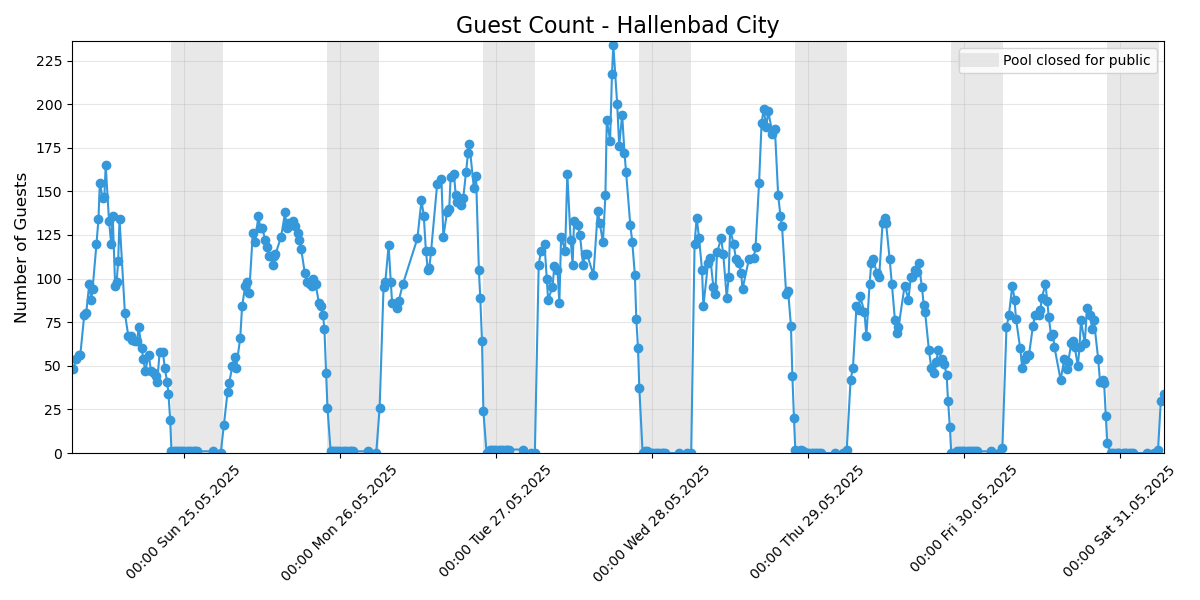 Guest Count - Hallenbad City
Pool closed for public
Number of Guests
225
200
175
150
125
100
75
50
25
0
00:00 Sun 25.05.2025
00:00 Mon 26.05.2025
00:00 Tue 27.05.2025
00:00 Wed 28.05.2025
00:00 Thu 29.05.2025
00:00 Fri 30.05.2025
00:00 Sat 31.05.2025